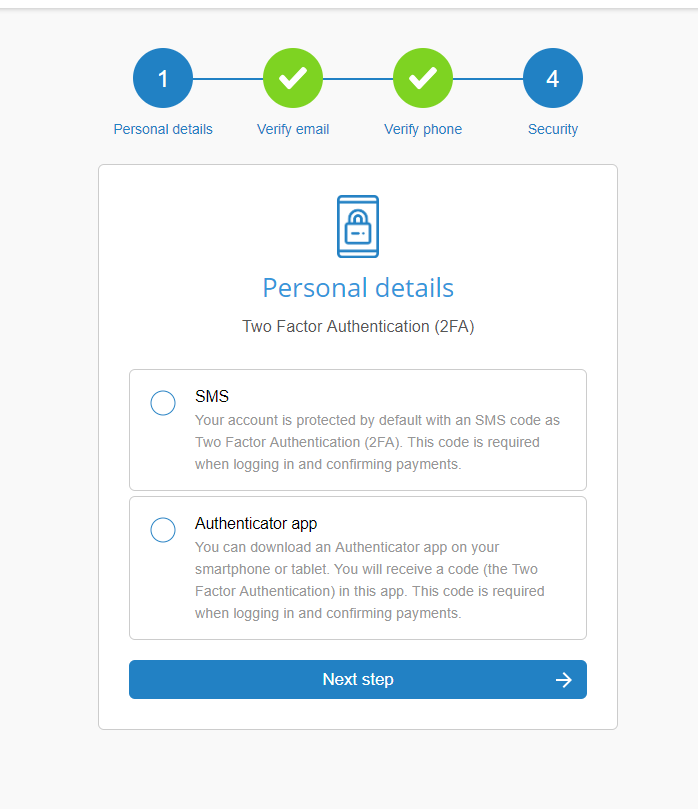 1
4
Personal details
Verify email
Verify phone
Security
Personal details
Two Factor Authentication (2FA)
SMS
Your account is protected by default with an SMS code as
Two Factor Authentication (2FA). This code is required
when logging in and confirming payments.
Authenticator app
You can download an Authenticator app on your
smartphone or tablet. You will receive a code (the Two
Factor Authentication) in this app. This code is required
when logging in and confirming payments.
Next step